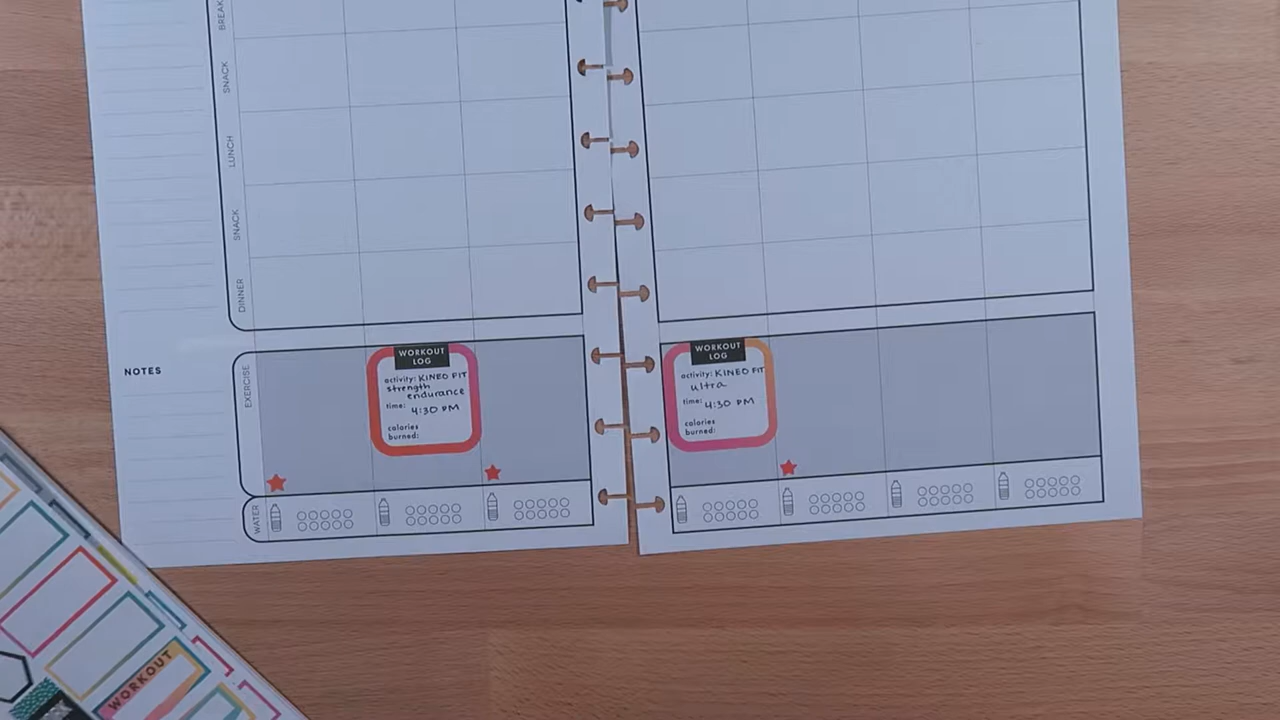 BREAK
SNACK
LUNCH
SNACK
DINNER
NOTES
EXERCISE
WORKOUT
LOG
activity: KINEO FIT
strength
endurance
time: 4:30 PM
calories
burned:
WORKOUT
LOG
activity: KINEO FIT
ultra
time: 4:30 PM
calories
burned:
WATER
WORKOUT